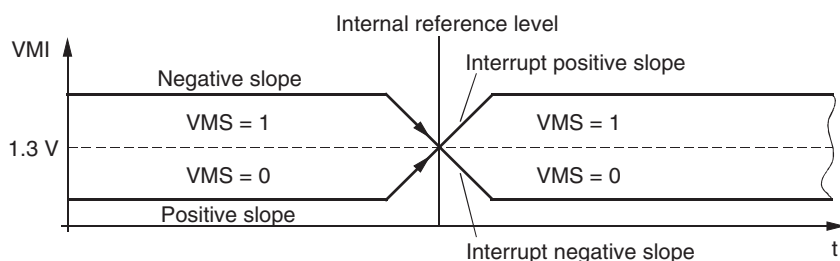 Internal reference level
VMI
Negative slope
Interrupt positive slope
VMS = 1
VMS = 1
1.3 V
VMS = 0
VMS = 0
Positive slope
Interrupt negative slope
t